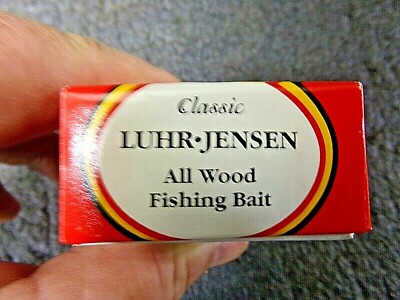 Classic
LUHR•JENSEN
All Wood
Fishing Bait